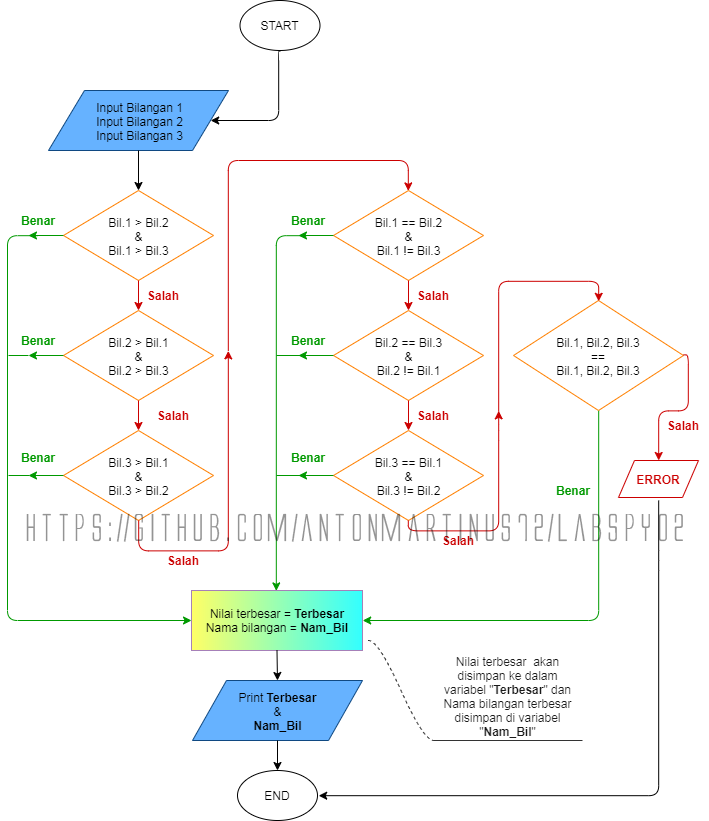 START
Input Bilangan 1
Input Bilangan 2
Input Bilangan 3
Benar
Bil.1 > Bil.2
&
Bil.1 > Bil.3
Salah
Benar
Bil.2 > Bil.1
&
Bil.2 > Bil.3
Salah
Benar
Bil.3 > Bil.1
&
Bil.3 > Bil.2
Salah
Benar
Bil.1 == Bil.2
&
Bil.1 != Bil.3
Salah
Benar
Bil.2 == Bil.3
&
Bil.2 != Bil.1
Salah
Benar
Bil.3 == Bil.1
&
Bil.3 != Bil.2
Salah
Bil.1, Bil.2, Bil.3
==
Bil.1, Bil.2, Bil.3
Salah
ERROR
Benar
HTTPS://GITHUB.COM/ANTONMARTINUS72/LABSPY02
Nilai terbesar = Terbesar
Nama bilangan = Nam_Bil
Nilai terbesar akan
disimpan ke dalam
variabel "Terbesar" dan
Nama bilangan terbesar
disimpan di variabel
"Nam_Bil"
Print Terbesar
&
Nam_Bil
END